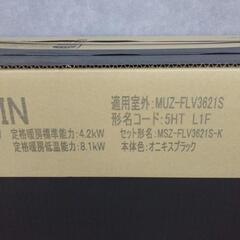 IN
適用室外:MUZ-FLV3621S
形名コード:5HT L1F
定格暖房標準能力:4.2kW
セット形名:MSZ-FLV3621S-K
定格暖房低温能力:8.1kW
本体色:オニキスブラック